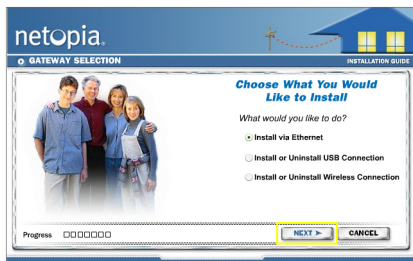 netopia.
GATEWAY SELECTION
INSTALLATION GUIDE
Choose What You Would
Like to Install
What would you like to do?
Install via Ethernet
Install or Uninstall USB Connection
Install or Uninstall Wireless Connection
Progress
NEXT
CANCEL